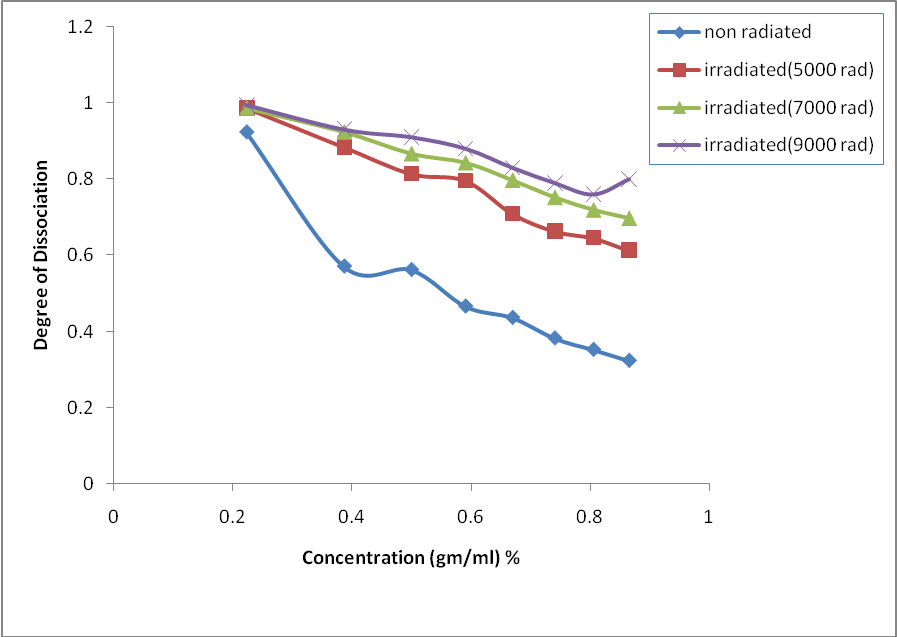 1.2
1
0.8
0.6
0.4
0.2
0
0
0.2
0.4
0.6
0.8
1
Degree of Dissociation
Concentration (gm/ml) %
non radiated
irradiated(5000 rad)
irradiated(7000 rad)
irradiated(9000 rad)